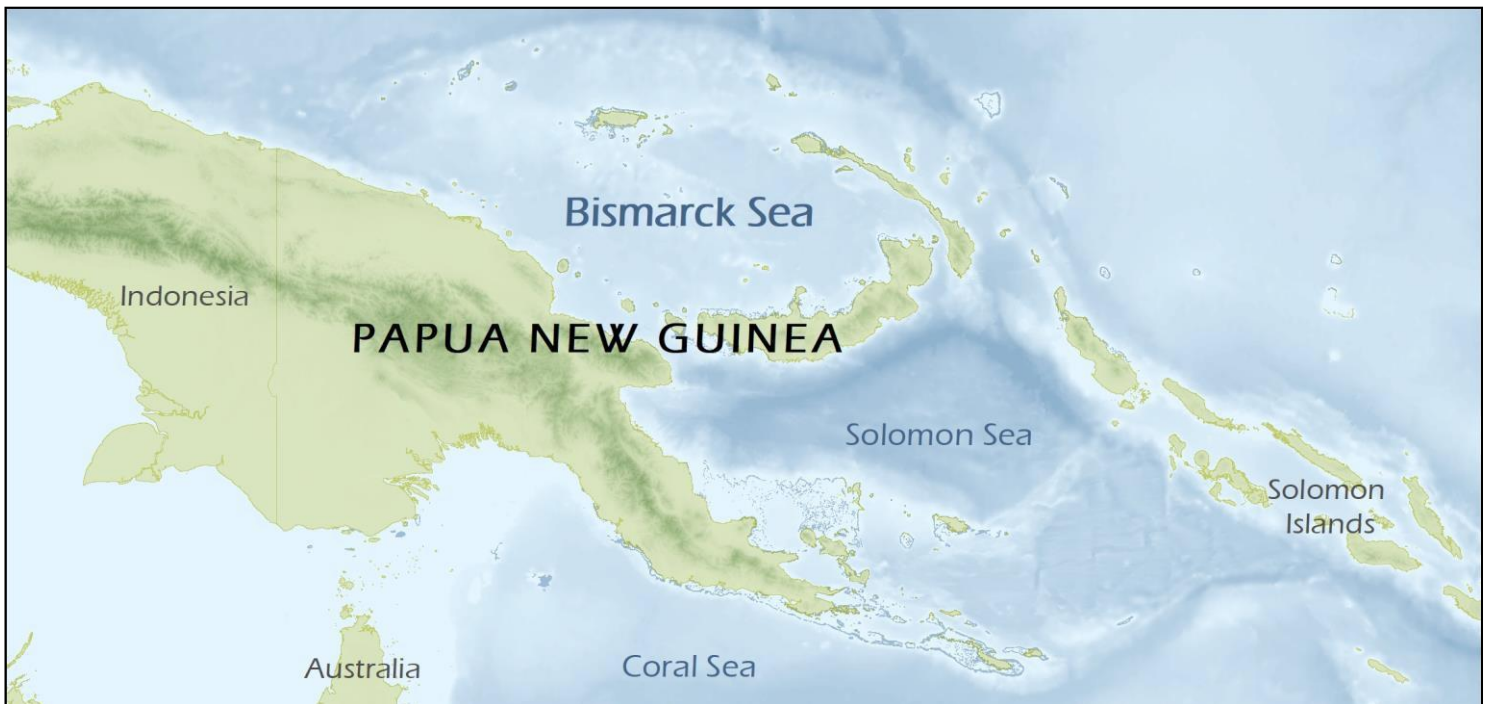 Bismarck Sea
Indonesia
PAPUA NEW GUINEA
Solomon Sea
Solomon
Islands
Australia
Coral Sea